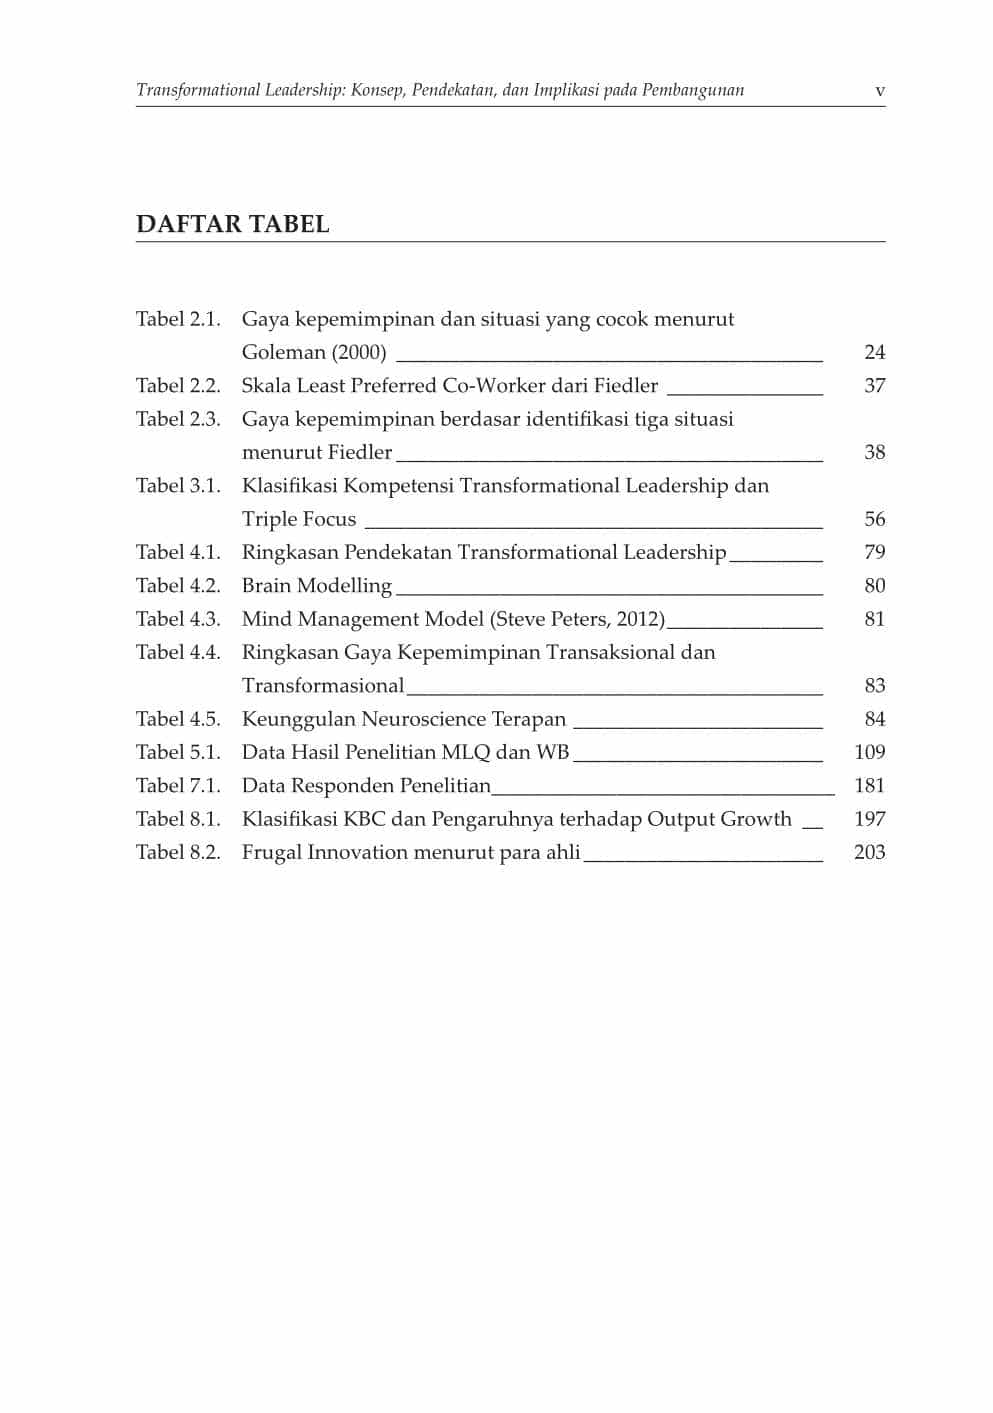 Transformational Leadership: Konsep, Pendekatan, dan Implikasi pada Pembangunan v
DAFTAR TABEL
Tabel 2.1. Gaya kepemimpinan dan situasi yang cocok menurut
Goleman (2000) 24
Tabel 2.2. Skala Least Preferred Co-Worker dari Fiedler 37
Tabel 2.3. Gaya kepemimpinan berdasar identifikasi tiga situasi
menurut Fiedler 38
Tabel 3.1. Klasifikasi Kompetensi Transformational Leadership dan
Triple Focus 56
Tabel 4.1. Ringkasan Pendekatan Transformational Leadership 79
Tabel 4.2. Brain Modelling 80
Tabel 4.3. Mind Management Model (Steve Peters, 2012) 81
Tabel 4.4. Ringkasan Gaya Kepemimpinan Transaksional dan
Transformasional 83
Tabel 4.5. Keunggulan Neuroscience Terapan 84
Tabel 5.1. Data Hasil Penelitian MLQ dan WB 109
Tabel 7.1. Data Responden Penelitian 181
Tabel 8.1. Klasifikasi KBC dan Pengaruhnya terhadap Output Growth 197
Tabel 8.2. Frugal Innovation menurut para ahli 203